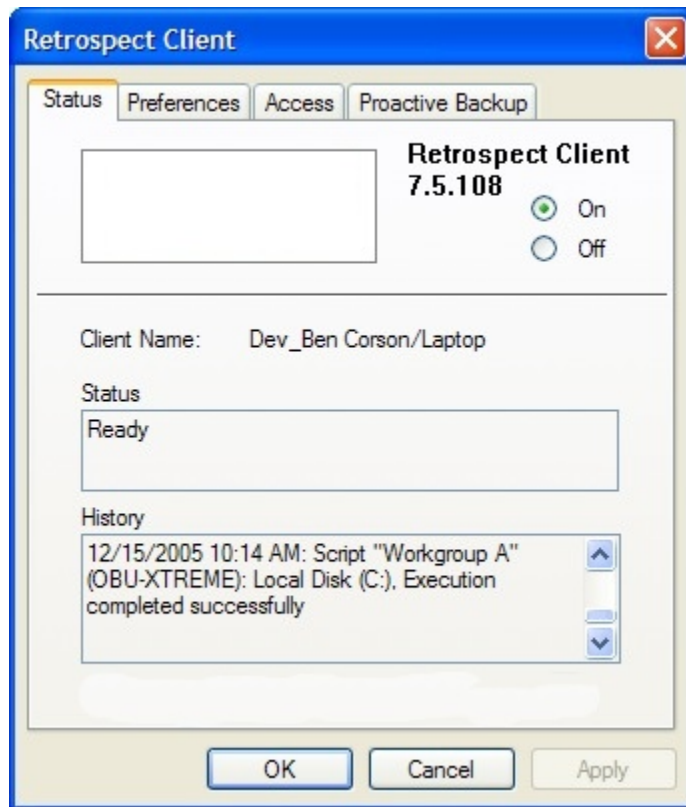 Retrospect Client
Status Preferences Access Proactive Backup
Retrospect Client
7.5.108
On
Off
Client Name: Dev_Ben Corson/Laptop
Status
Ready
History
12/15/2005 10:14 AM: Script "Workgroup A"
(OBU-XTREME): Local Disk (C:), Execution
completed successfully
OK Cancel Apply